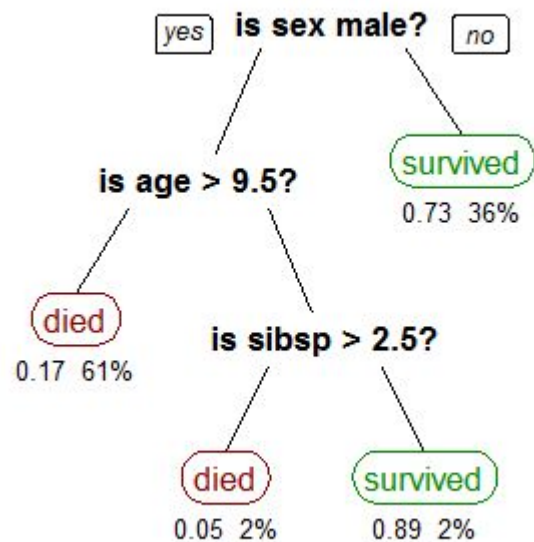 yes is sex male? no
survived
is age > 9.5?
0.73 36%
died
is sibsp > 2.5?
0.17 61%
died survived
0.05 2% 0.89 2%